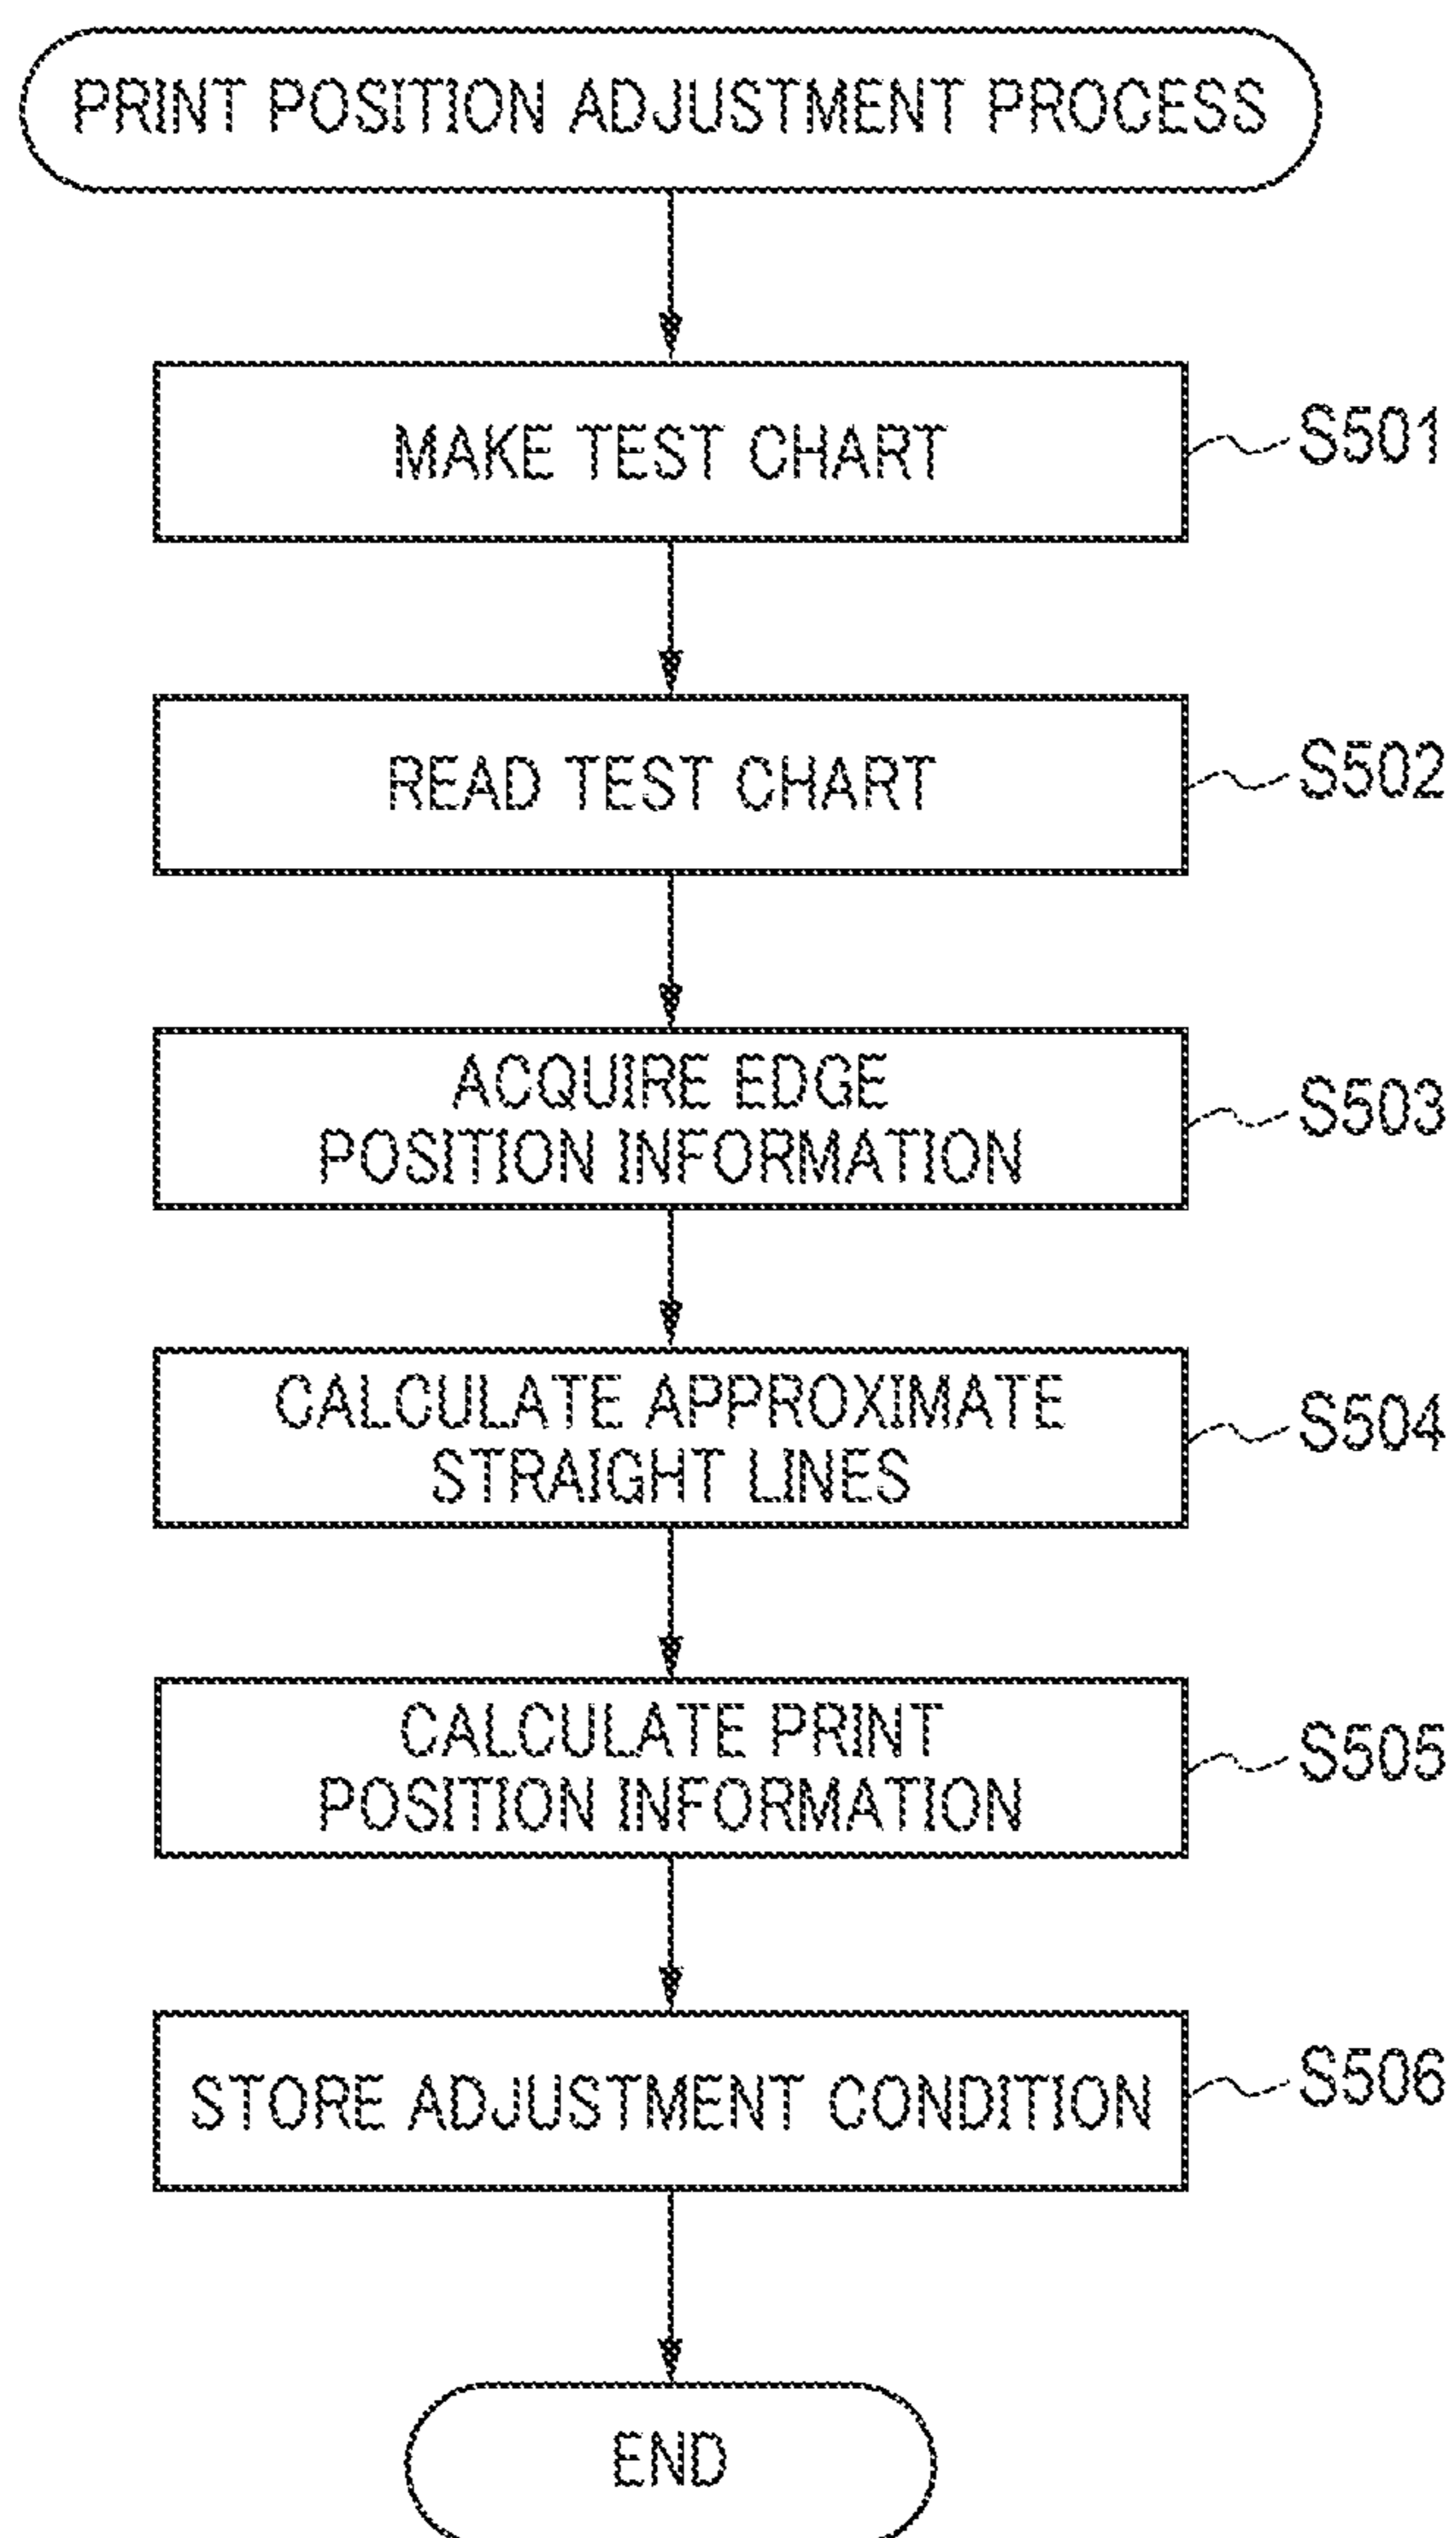 PRINT POSITION ADJUSTMENT PROCESS
MAKE TEST CHART
S501
READ TEST CHART
S502
ACQUIRE EDGE
POSITION INFORMATION
S503
CALCULATE APPROXIMATE
STRAIGHT LINES
S504
CALCULATE PRINT
POSITION INFORMATION
S505
STORE ADJUSTMENT CONDITION
S506
END